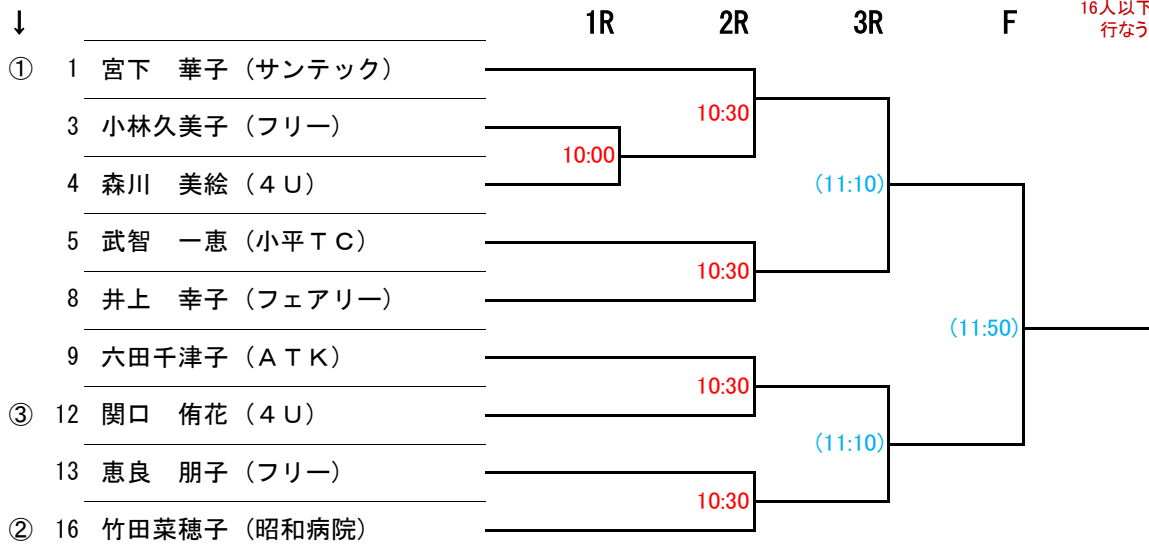 ↓ 1R 2R 3R F 16人以下
行なう
① 1 宮下　華子 (サンテック)
10:30
3 小林久美子 (フリー)
10:00
4 森川　美絵 (４Ｕ)
(11:10)
5 武智　一恵 (小平ＴＣ)
10:30
8 井上　幸子 (フェアリー)
(11:50)
9 六田千津子 (ＡＴＫ)
10:30
③ 12 関口　侑花 (４Ｕ)
(11:10)
13 恵良　朋子 (フリー)
10:30
② 16 竹田菜穂子 (昭和病院)